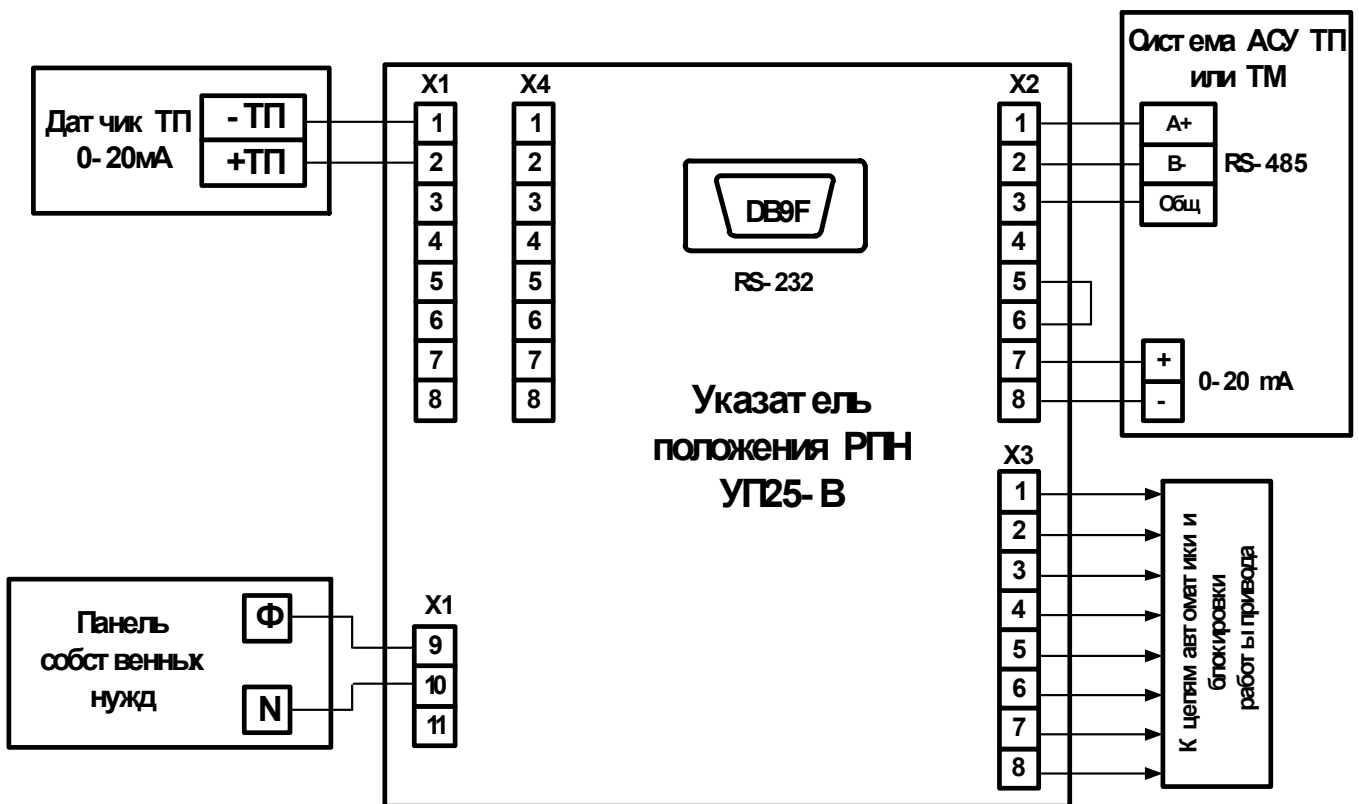 Датчик ТП
0-20мА
- ТП
+ТП
X1
1
2
3
4
5
6
7
8
X4
1
2
3
4
5
6
7
8
DB9F
RS-232
Указатель
положения РПН
УП25-В
X2
1
2
3
4
5
6
7
8
Оистема АСУ ТП
или ТМ
A+
B-
Общ
RS-485
+
-
0-20 mA
X3
1
2
3
4
5
6
7
8
К цепям автоматики и
блокировки
работы привода
Панель
собственных
нужд
Ф
N
X1
9
10
11